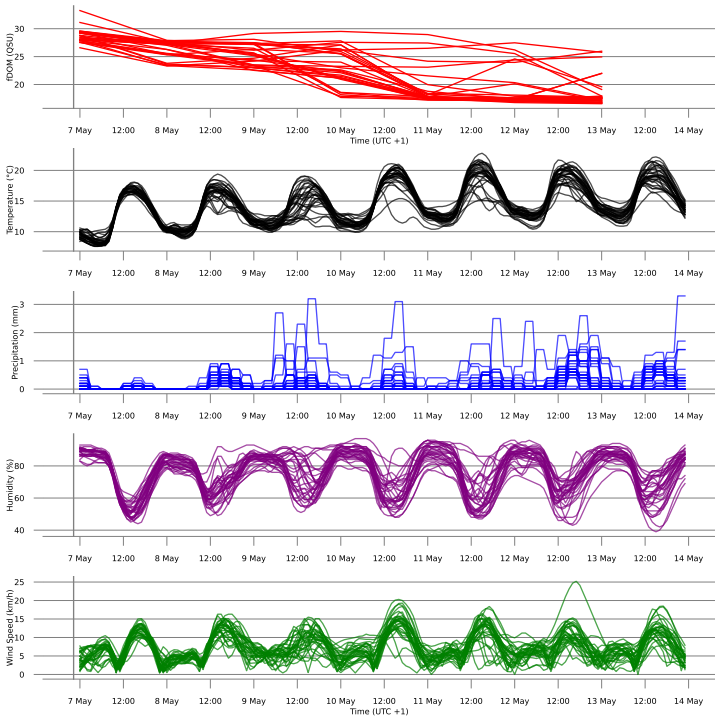 fDOM (QSU)
30
25
20
7 May 12:00 8 May 12:00 9 May 12:00 10 May 12:00 11 May 12:00 12 May 12:00 13 May 12:00 14 May
Time (UTC +1)
Temperature (°C)
20
15
10
7 May 12:00 8 May 12:00 9 May 12:00 10 May 12:00 11 May 12:00 12 May 12:00 13 May 12:00 14 May
Precipitation (mm)
3
2
1
0
7 May 12:00 8 May 12:00 9 May 12:00 10 May 12:00 11 May 12:00 12 May 12:00 13 May 12:00 14 May
Humidity (%)
80
60
40
7 May 12:00 8 May 12:00 9 May 12:00 10 May 12:00 11 May 12:00 12 May 12:00 13 May 12:00 14 May
Wind Speed (km/h)
25
20
15
10
5
0
7 May 12:00 8 May 12:00 9 May 12:00 10 May 12:00 11 May 12:00 12 May 12:00 13 May 12:00 14 May
Time (UTC +1)